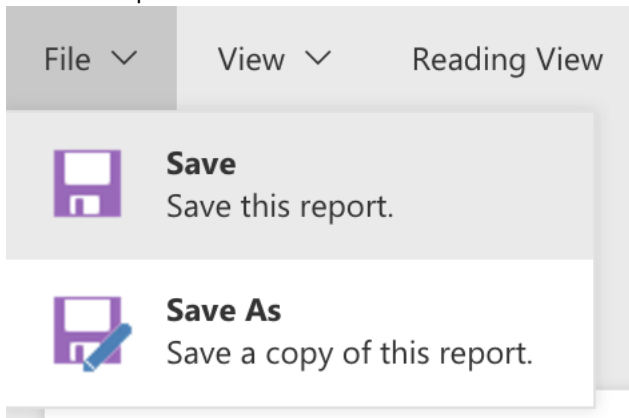 File View Reading View
Save
Save this report.
Save As
Save a copy of this report.